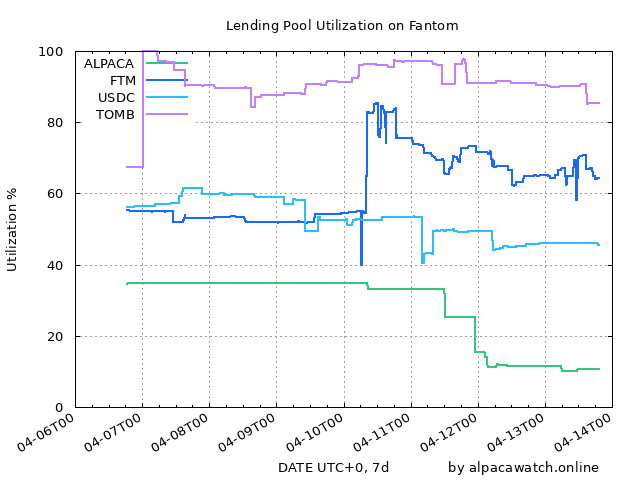 Lending Pool Utilization on Fantom
ALPACA
FTM
USDC
TOMB
Utilization %
100
80
60
40
20
0
04-06T00
04-07T00
04-08T00
04-09T00
04-10T00
04-11T00
04-12T00
04-13T00
04-14T00
DATE UTC+0, 7d
by alpacawatch.online